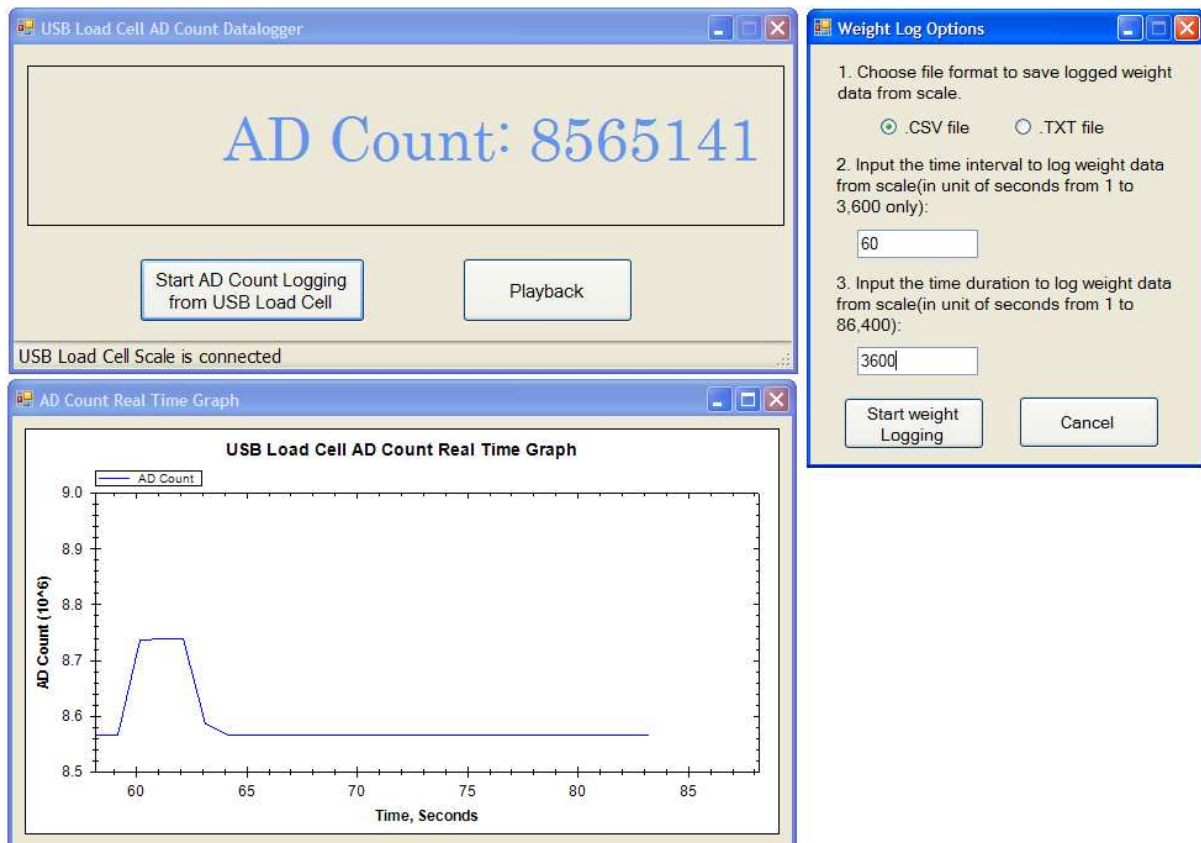 USB Load Cell AD Count Datalogger
AD Count: 8565141
Start AD Count Logging
from USB Load Cell
Playback
USB Load Cell Scale is connected
Weight Log Options
1. Choose file format to save logged weight
data from scale.
.CSV file
.TXT file
2. Input the time interval to log weight data
from scale(in unit of seconds from 1 to
3,600 only):
60
3. Input the time duration to log weight data
from scale(in unit of seconds from 1 to
86,400):
3600
Start weight
Logging
Cancel
AD Count Real Time Graph
USB Load Cell AD Count Real Time Graph
AD Count
AD Count (10^6)
9.0
8.9
8.8
8.7
8.6
8.5
60
65
70
75
80
85
Time, Seconds